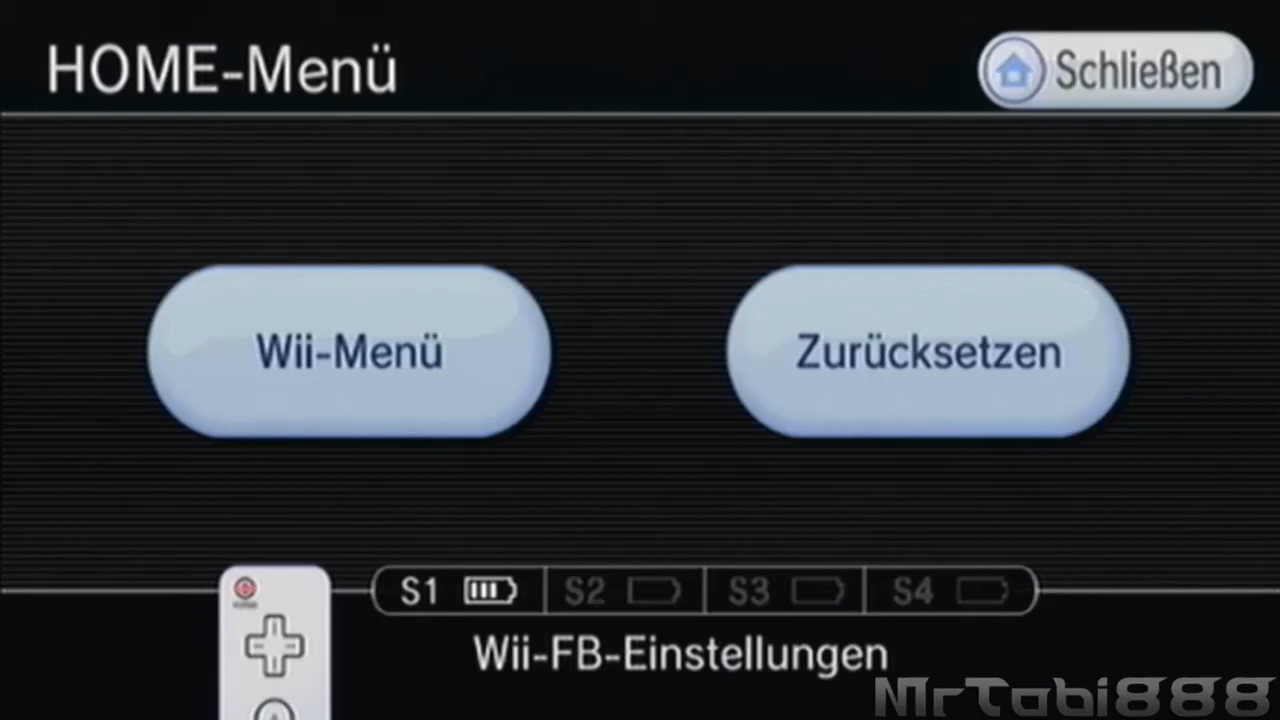 HOME-Menü
Schließen
Wii-Menü
Zurücksetzen
S1 S2 S3 S4
Wii-FB-Einstellungen
MrTobi888